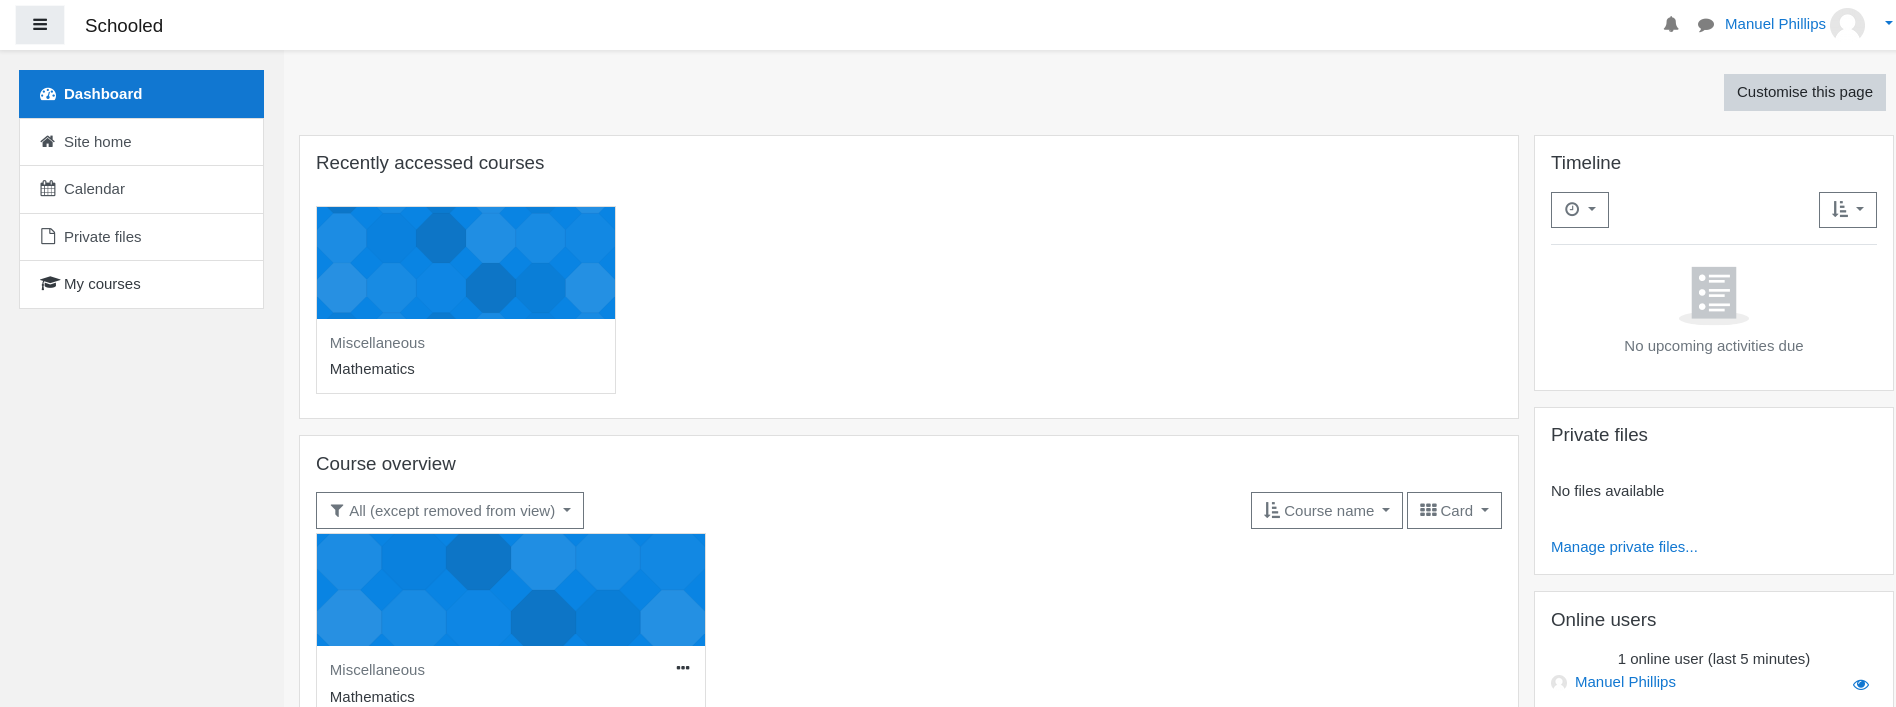 Schooled
Manuel Phillips
Dashboard
Site home
Calendar
Private files
My courses
Customise this page
Recently accessed courses
Miscellaneous
Mathematics
Course overview
All (except removed from view)
Course name
Card
Miscellaneous
Mathematics
Timeline
No upcoming activities due
Private files
No files available
Manage private files...
Online users
1 online user (last 5 minutes)
Manuel Phillips